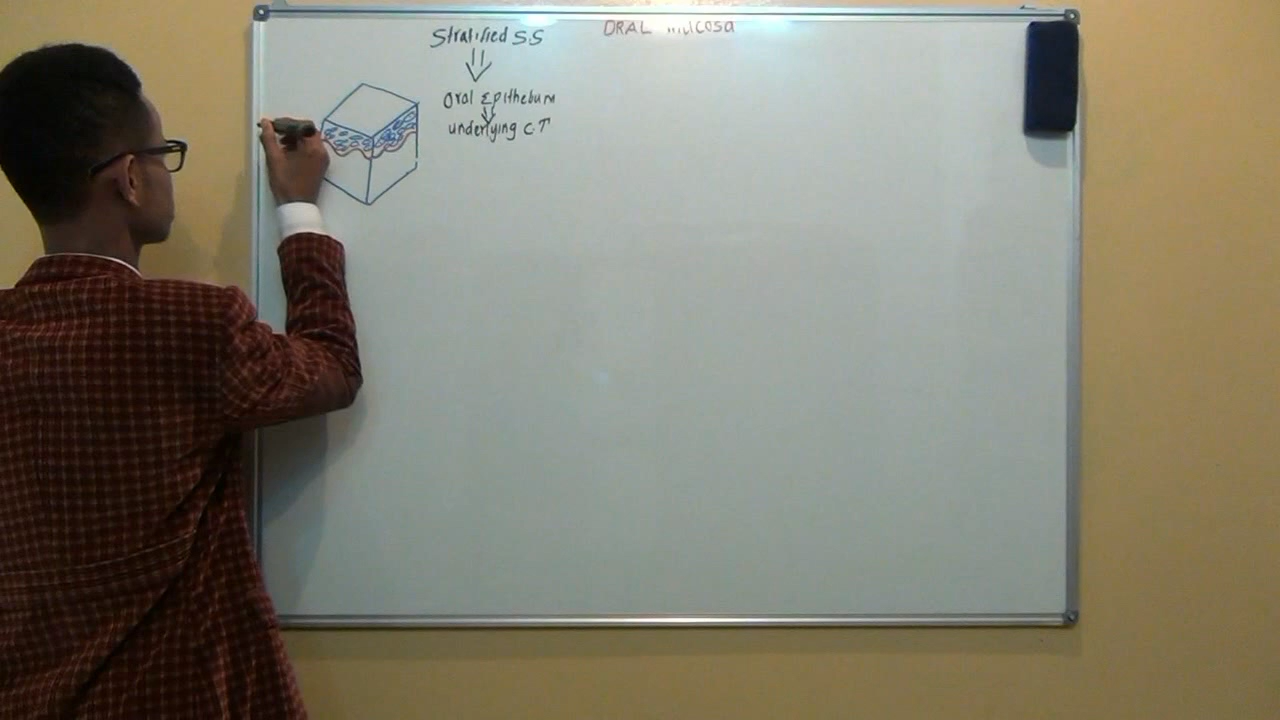 ORAL mucosa
Stratified S.S
Oral Epithelium
underlying C.T